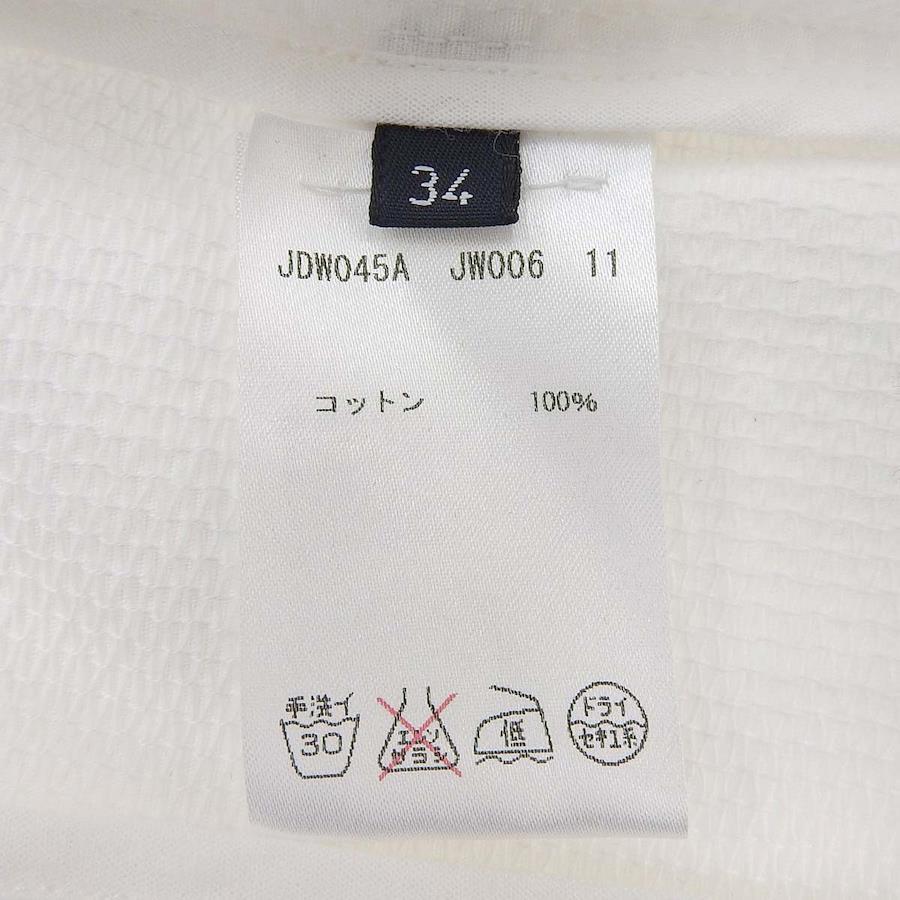 34
JDW045A JW006 11
コットン 100%
手洗イ
30
エンソ
サラシ
低
ドライ
セキユ系